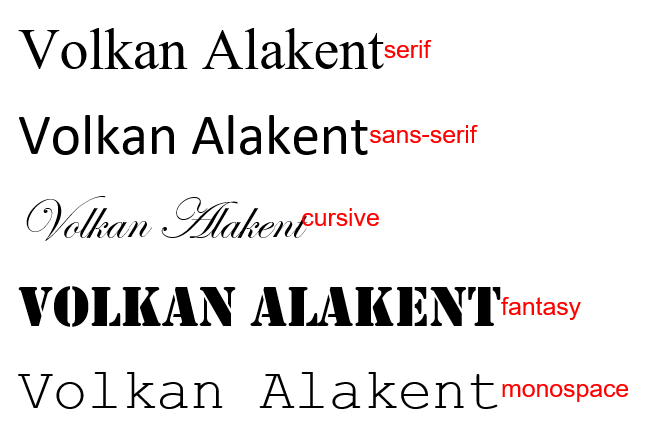 Volkan Alakent serif
Volkan Alakent sans-serif
Volkan Alakent cursive
VOLKAN ALAKENT fantasy
Volkan Alakent monospace